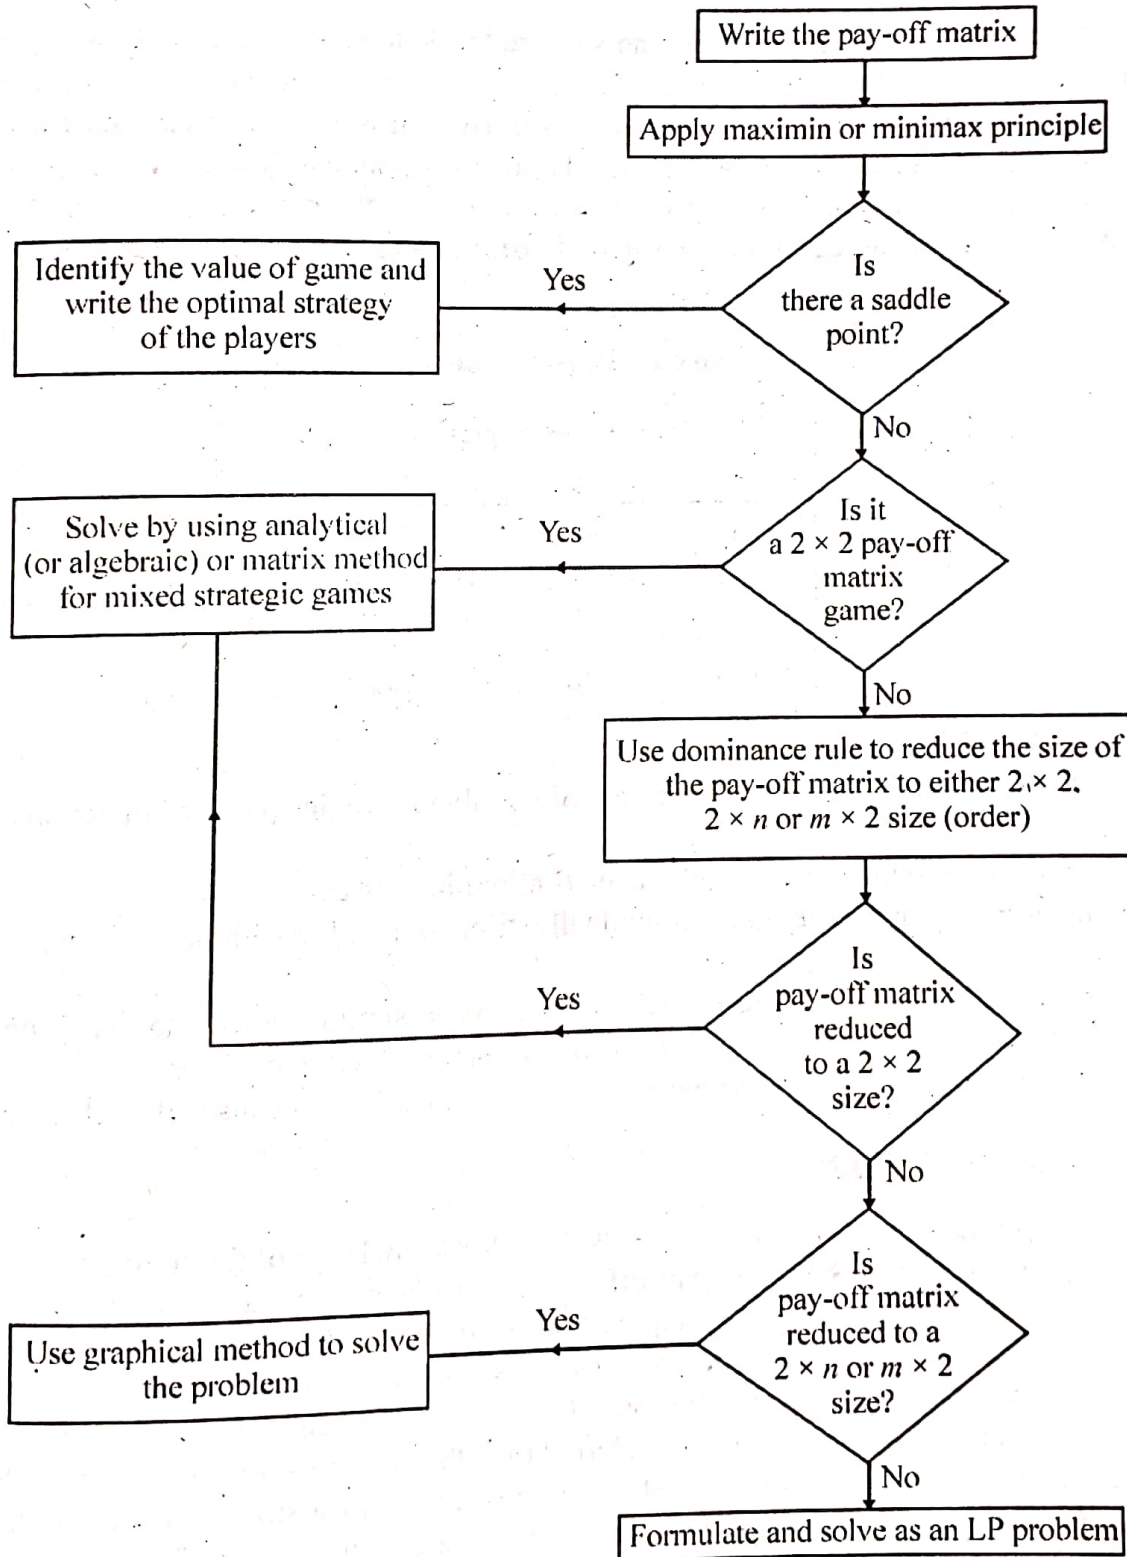 Write the pay-off matrix
Apply maximin or minimax principle
Is
there a saddle
point?
Yes
Identify the value of game and
write the optimal strategy
of the players
No
Is it
a 2 × 2 pay-off
matrix
game?
Yes
Solve by using analytical
(or algebraic) or matrix method
for mixed strategic games
No
Use dominance rule to reduce the size of
the pay-off matrix to either 2 × 2,
2 × n or m × 2 size (order)
Is
pay-off matrix
reduced
to a 2 × 2
size?
Yes
No
Is
pay-off matrix
reduced to a
2 × n or m × 2
size?
Yes
Use graphical method to solve
the problem
No
Formulate and solve as an LP problem